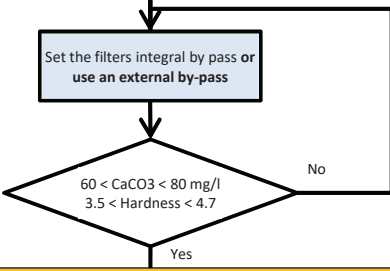 Set the filters integral by pass or
use an external by-pass
60 < CaCO3 < 80 mg/l
3.5 < Hardness < 4.7
No
Yes